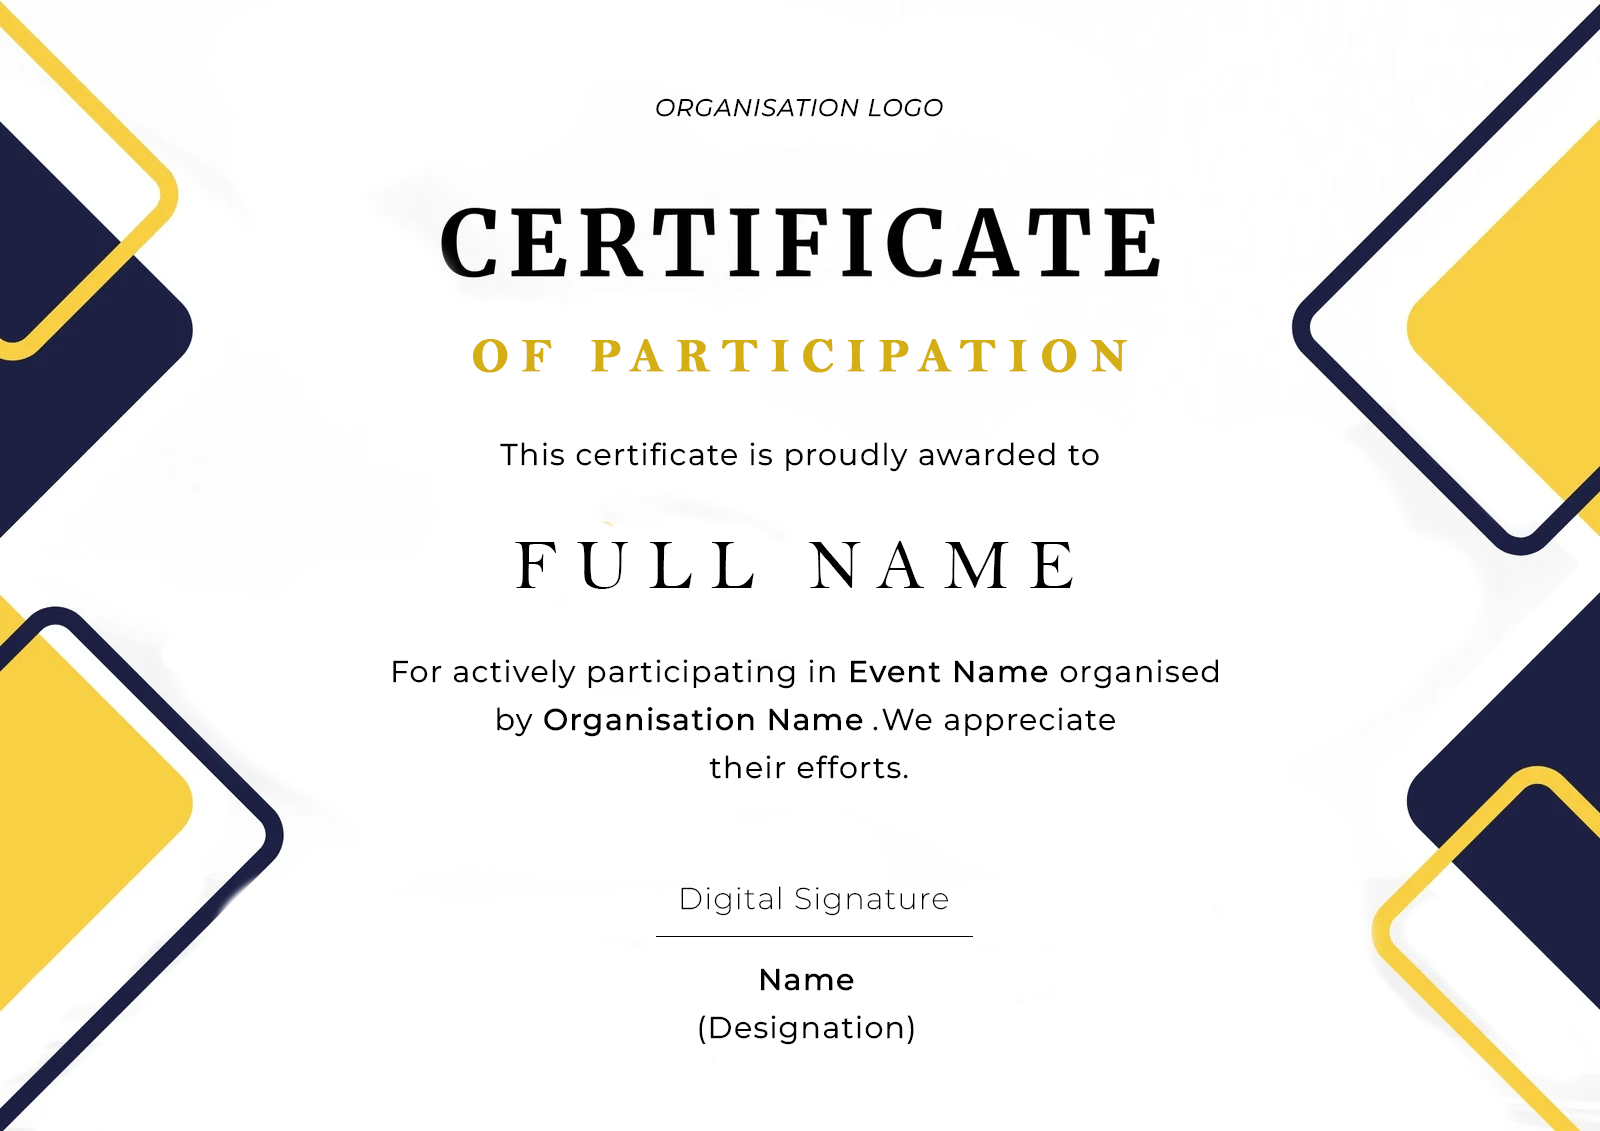 ORGANISATION LOGO
CERTIFICATE
OF PARTICIPATION
This certificate is proudly awarded to
FULL NAME
For actively participating in Event Name organised
by Organisation Name .We appreciate
their efforts.
Digital Signature
Name
(Designation)